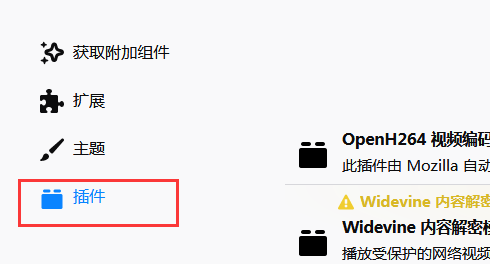 获取附加组件
扩展
主题
插件
OpenH264 视频编码
此插件由 Mozilla 自动
Widevine 内容解密
Widevine 内容解密模
播放受保护的网络视频